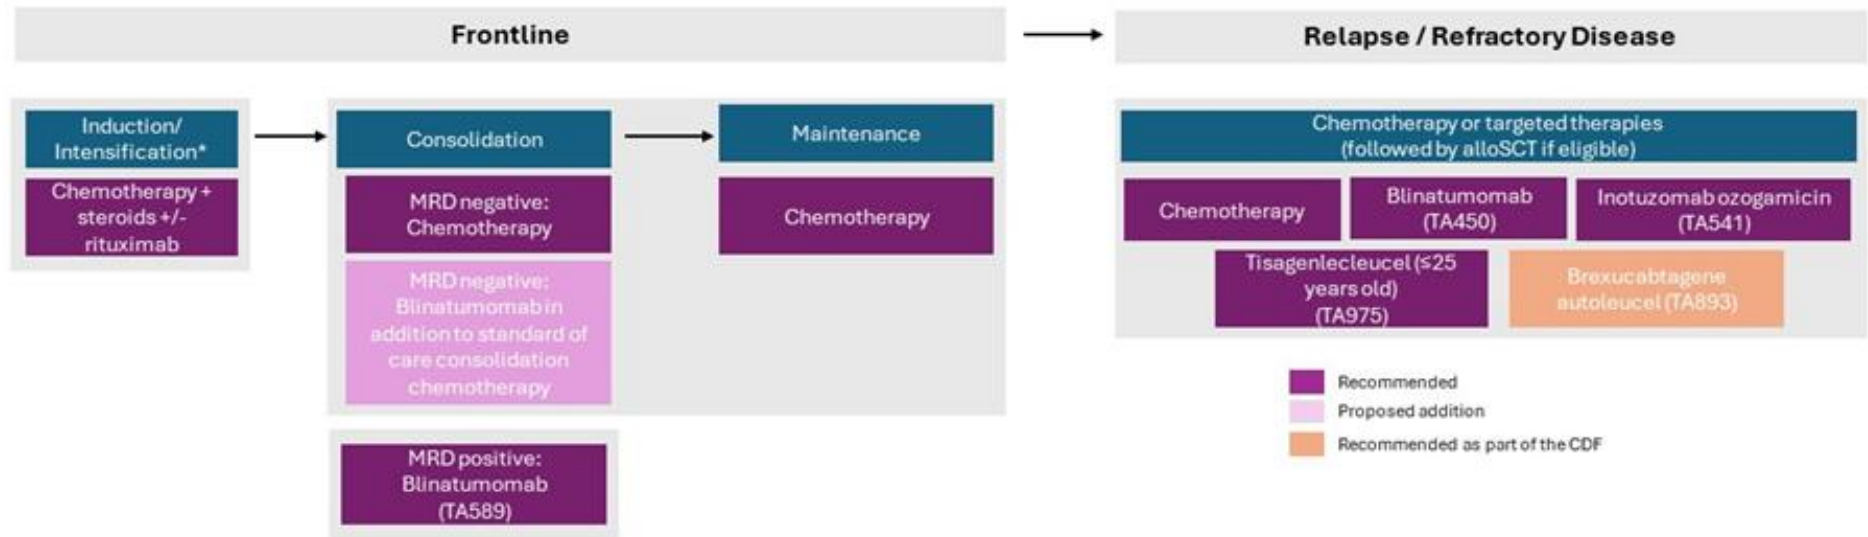 Frontline
Relapse / Refractory Disease
Induction/
Intensification*
Chemotherapy +
steroids +/-
rituximab
Consolidation
MRD negative:
Chemotherapy
MRD negative:
Blinatumomab in
addition to standard of
care consolidation
chemotherapy
MRD positive:
Blinatumomab
(TA589)
Maintenance
Chemotherapy
Chemotherapy or targeted therapies
(followed by alloSCT if eligible)
Chemotherapy
Blinatumomab
(TA450)
Inotuzomab ozogamicin
(TA541)
Tisagenlecleucel (≤25
years old)
(TA975)
Brexucabtagene
autoleucel (TA893)
Recommended
Proposed addition
Recommended as part of the CDF